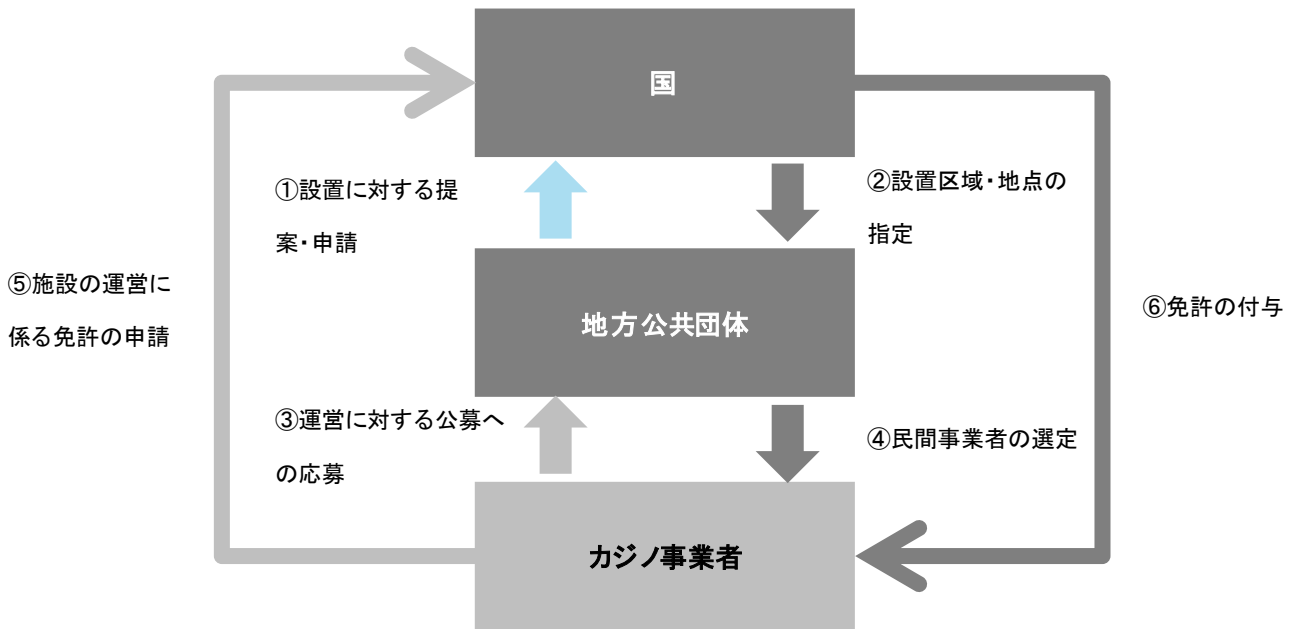 国
①設置に対する提
案・申請
②設置区域・地点の
指定
⑤施設の運営に
係る免許の申請
地方公共団体
⑥免許の付与
③運営に対する公募へ
の応募
④民間事業者の選定
カジノ事業者